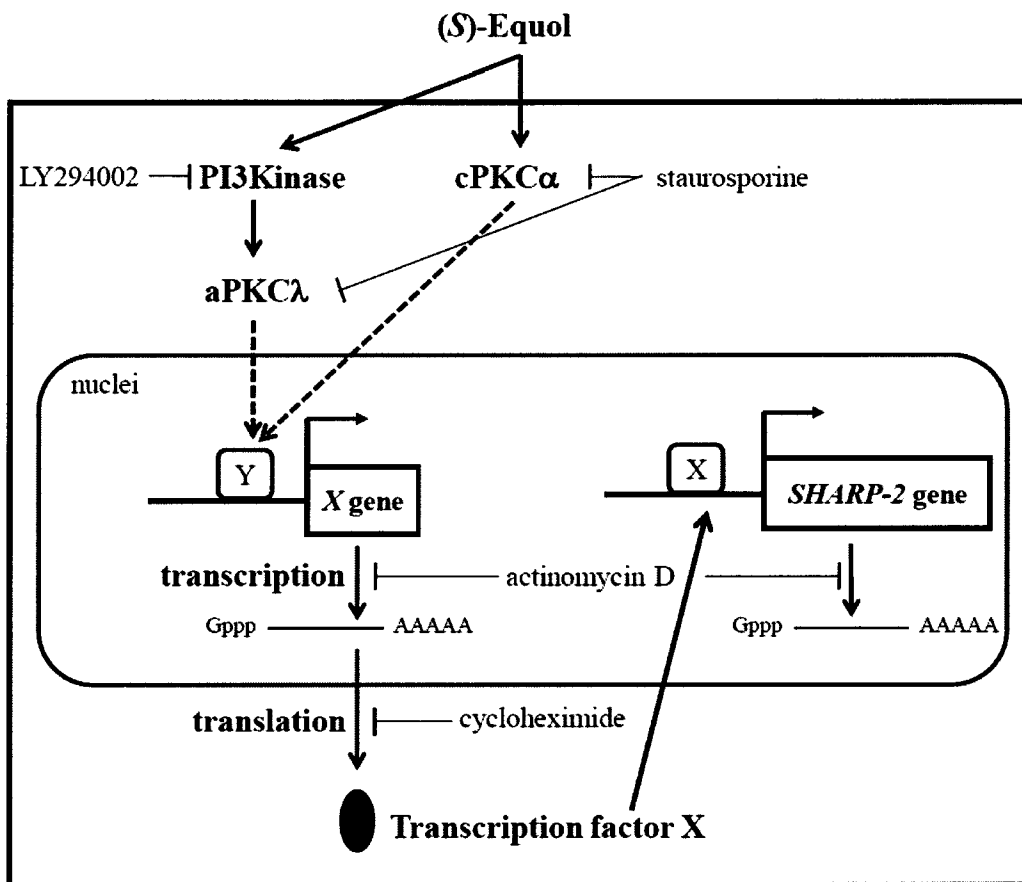 (S)-Equol
LY294002
PI3Kinase
cPKCα
staurosporine
aPKCλ
nuclei
Y
X gene
X
SHARP-2 gene
transcription
actinomycin D
Gppp
AAAAA
Gppp
AAAAA
translation
cycloheximide
Transcription factor X